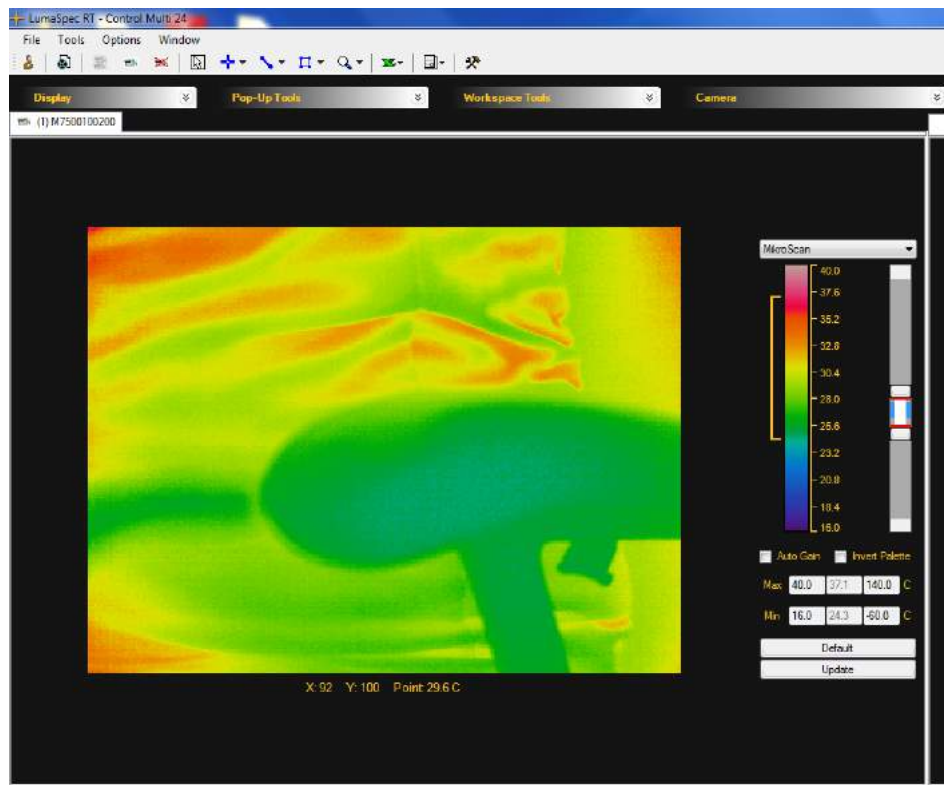 LumaSpec RT - Control Multi 24
File Tools Options Window
Display Pop-Up Tools Workspace Tools Camera
(1) M7500100200
MikroScan
40.0
37.6
35.2
32.8
30.4
28.0
25.6
23.2
20.8
18.4
16.0
Auto Gain Invert Palette
Max 40.0 37.1 140.0 C
Min 16.0 24.3 -60.0 C
Default
Update
X: 92 Y: 100 Point: 29.6 C